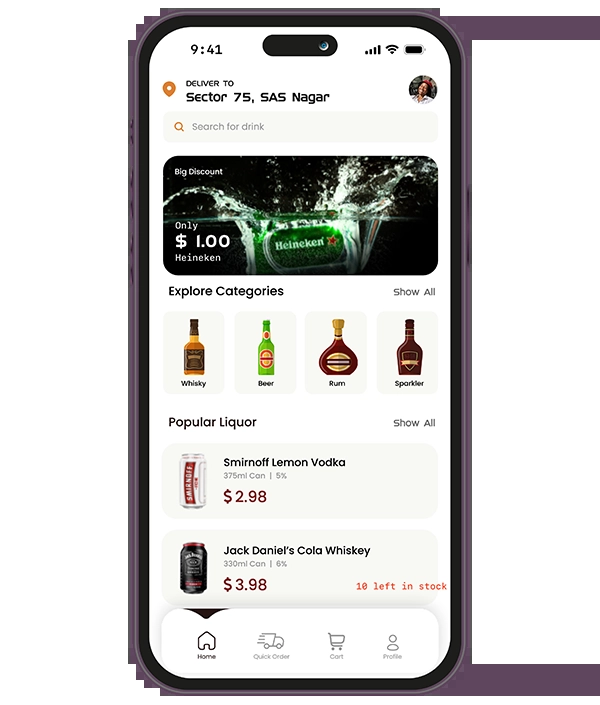 9:41
DELIVER TO
Sector 75, SAS Nagar
Search for drink
Big Discount
Only
$ 1.00
Heineken
Heineken
Explore Categories
Show All
Whisky
Beer
Rum
Sparkler
Popular Liquor
Show All
SMIRNOFF
Smirnoff Lemon Vodka
375ml Can | 5%
$2.98
Jack Daniel's Cola Whiskey
330ml Can | 6%
$3.98
10 left in stock
Home
Quick Order
Cart
Profile